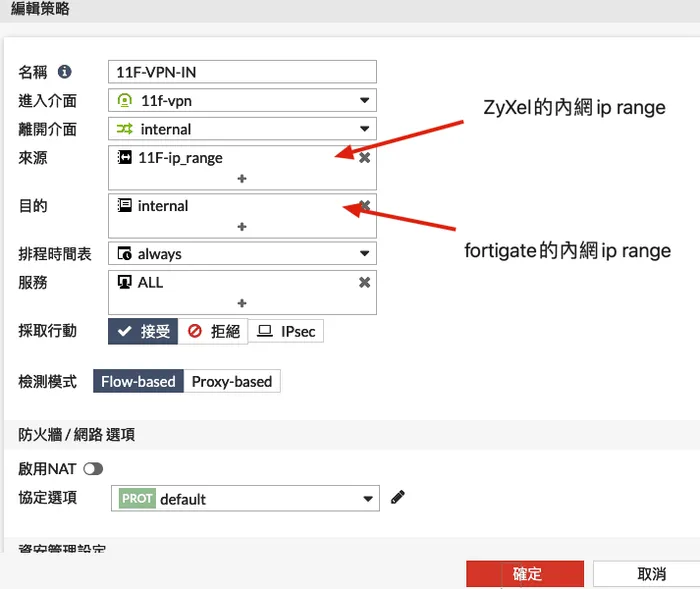 編輯策略
名稱
11F-VPN-IN
ZyXel的內網ip range
進入介面
11f-vpn
離開介面
internal
來源
11F-ip_range
目的
internal
fortigate的內網ip range
排程時間表
always
服務
ALL
採取行動
接受 拒絕 IPsec
檢測模式
Flow-based Proxy-based
防火牆 / 網路 選項
啟用NAT
協定選項
PROT default
資安管理設定
確定 取消